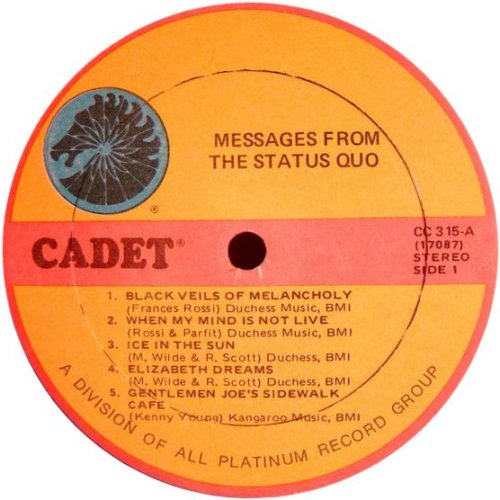 MESSAGES FROM
THE STATUS QUO
®
CADET®
CC 315-A
(17087)
STEREO
SIDE 1
1. BLACK VEILS OF MELANCHOLY
(Frances Rossi) Duchess Music, BMI
2. WHEN MY MIND IS NOT LIVE
(Rossi & Parfit) Duchess Music, BMI
3. ICE IN THE SUN
(M. Wilde & R. Scott) Duchess, BMI
4. ELIZABETH DREAMS
(M. Wilde & R. Scott) Duchess, BMI
5. GENTLEMEN JOE'S SIDEWALK
CAFE
(Kenny Young) Kangaroo Music, BMI
A DIVISION OF ALL PLATINUM RECORD GROUP